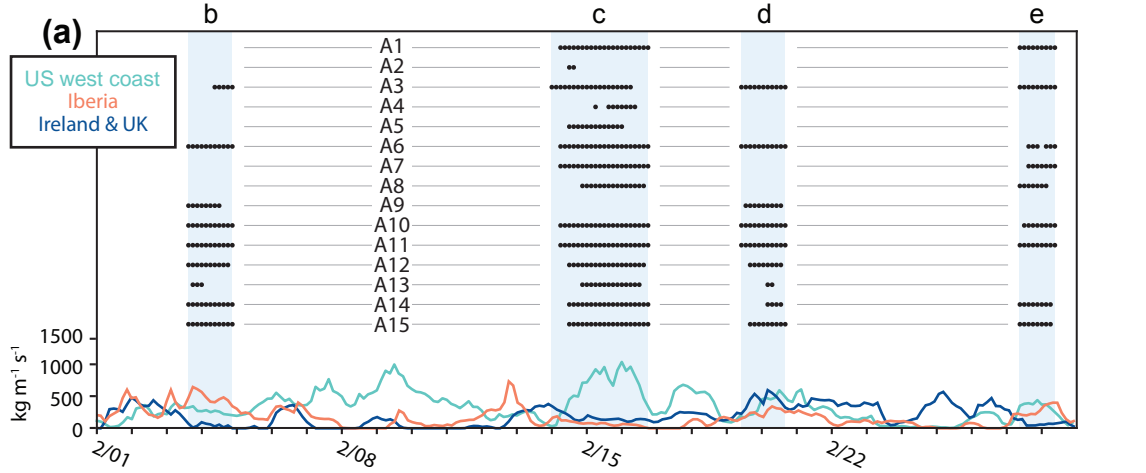 b c d e
(a)
US west coast
Iberia
Ireland & UK
A1
A2
A3
A4
A5
A6
A7
A8
A9
A10
A11
A12
A13
A14
A15
1500
1000
500
0
kg m⁻¹ s⁻¹
2/01 2/08 2/15 2/22